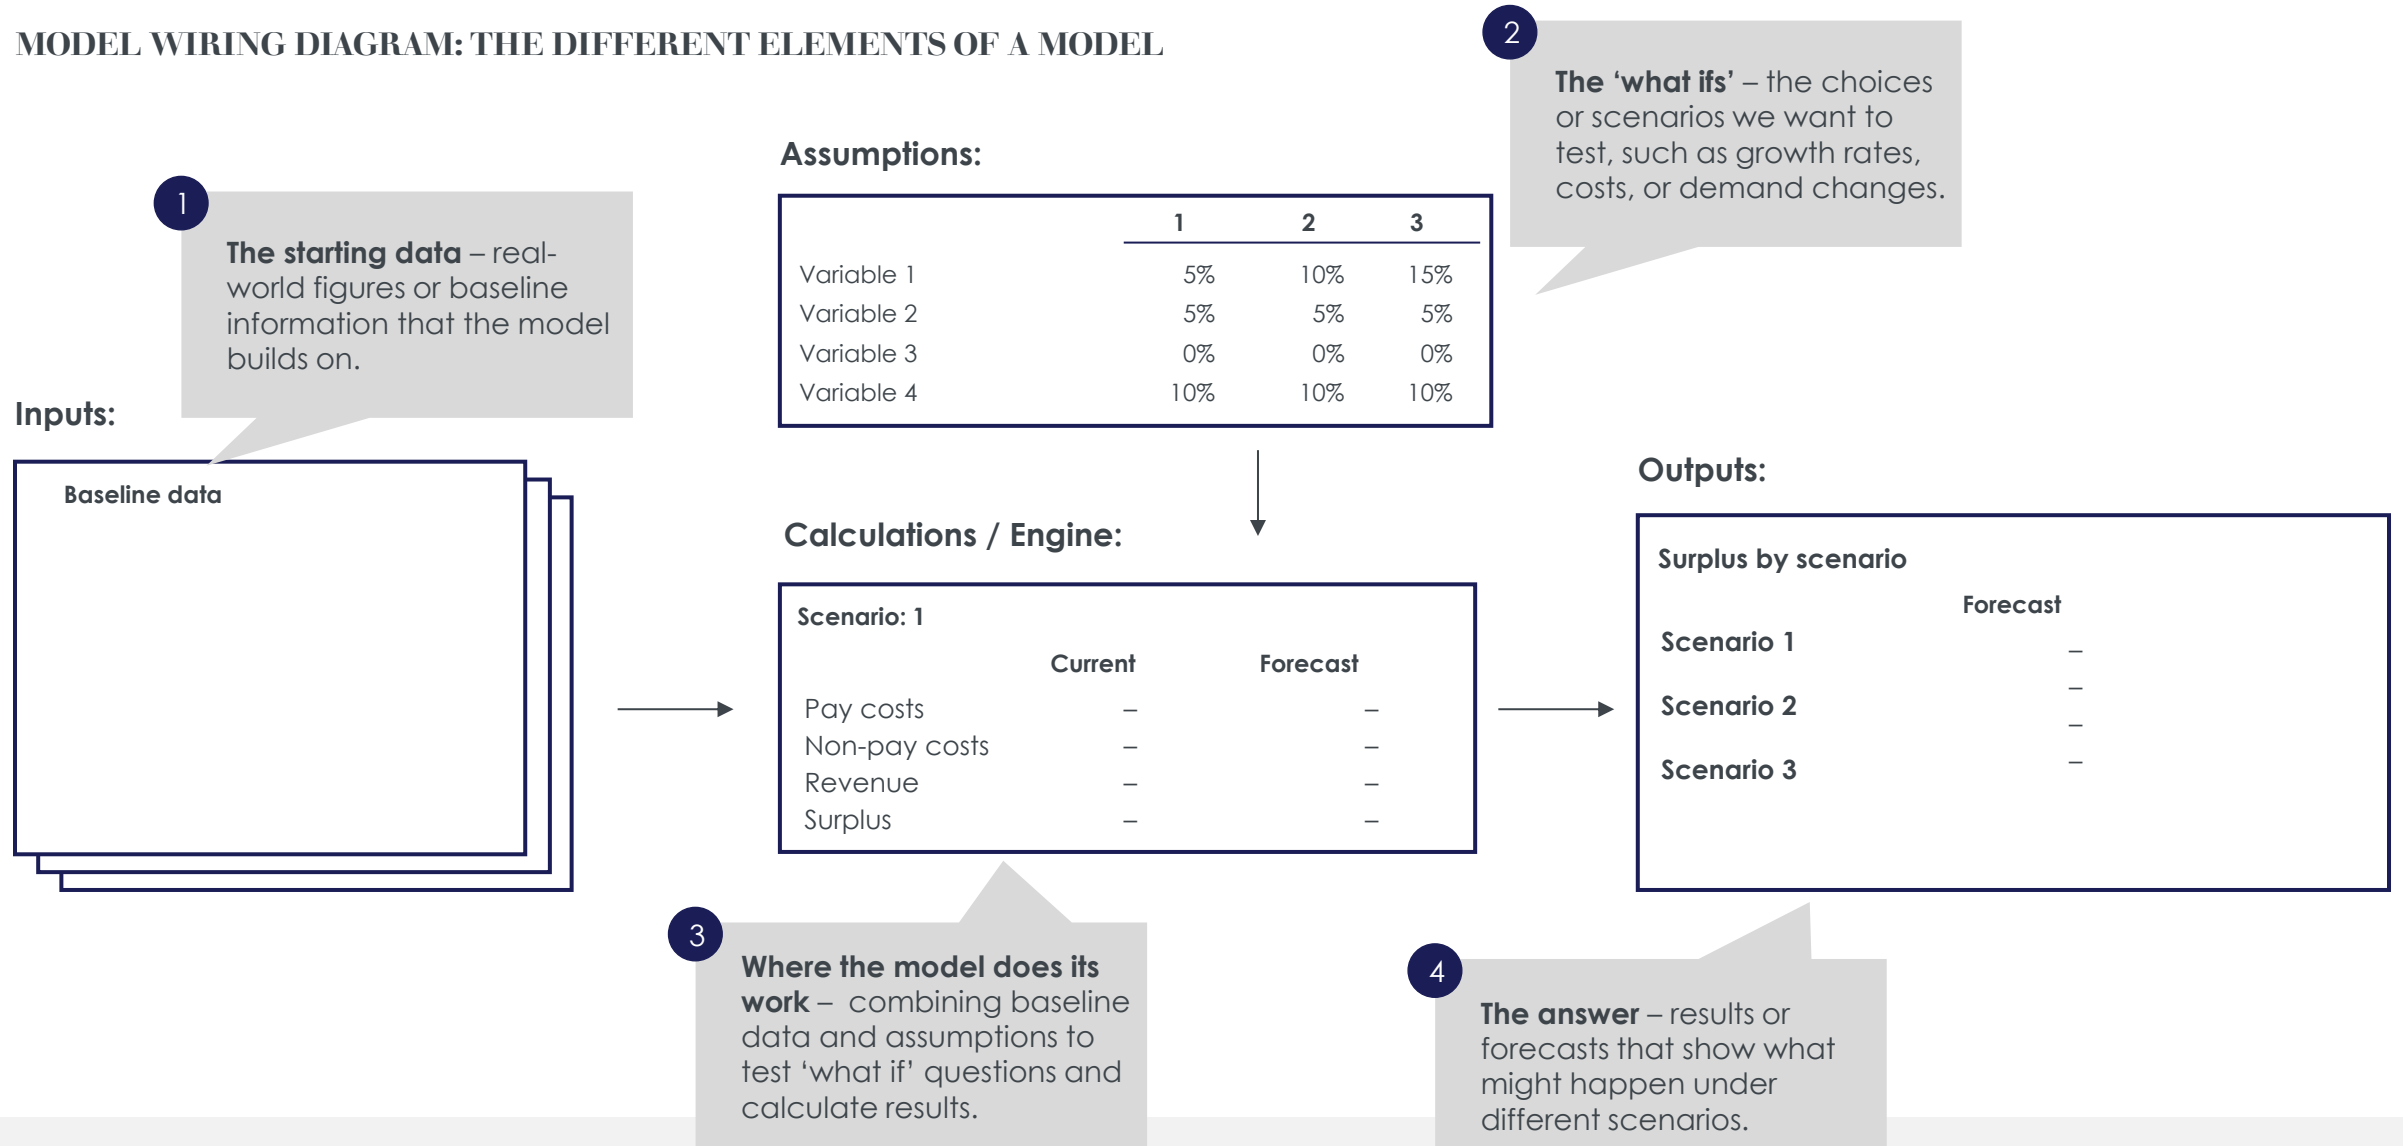 MODEL WIRING DIAGRAM: THE DIFFERENT ELEMENTS OF A MODEL
1
The starting data – real-
world figures or baseline
information that the model
builds on.
Inputs:
Baseline data
2
The ‘what ifs’ – the choices
or scenarios we want to
test, such as growth rates,
costs, or demand changes.
Assumptions:
1 2 3
Variable 1 5% 10% 15%
Variable 2 5% 5% 5%
Variable 3 0% 0% 0%
Variable 4 10% 10% 10%
Calculations / Engine:
Scenario: 1
Current Forecast
Pay costs – –
Non-pay costs – –
Revenue – –
Surplus – –
3
Where the model does its
work – combining baseline
data and assumptions to
test ‘what if’ questions and
calculate results.
Outputs:
Surplus by scenario
Forecast
Scenario 1 –
–
Scenario 2
–
Scenario 3 –
4
The answer – results or
forecasts that show what
might happen under
different scenarios.